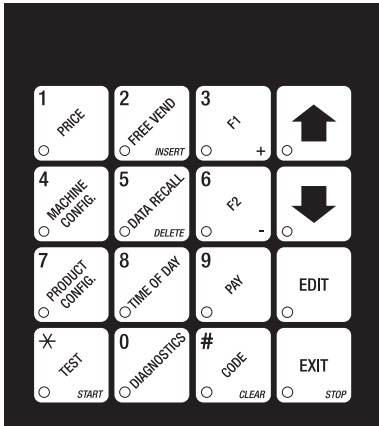 1
PRICE
2
FREE VEND
INSERT
3
F1
+
4
MACHINE
CONFIG.
5
DATA RECALL
DELETE
6
F2
-
7
PRODUCT
CONFIG.
8
TIME OF DAY
9
PAY
EDIT
*
TEST
START
0
DIAGNOSTICS
#
CODE
CLEAR
EXIT
STOP